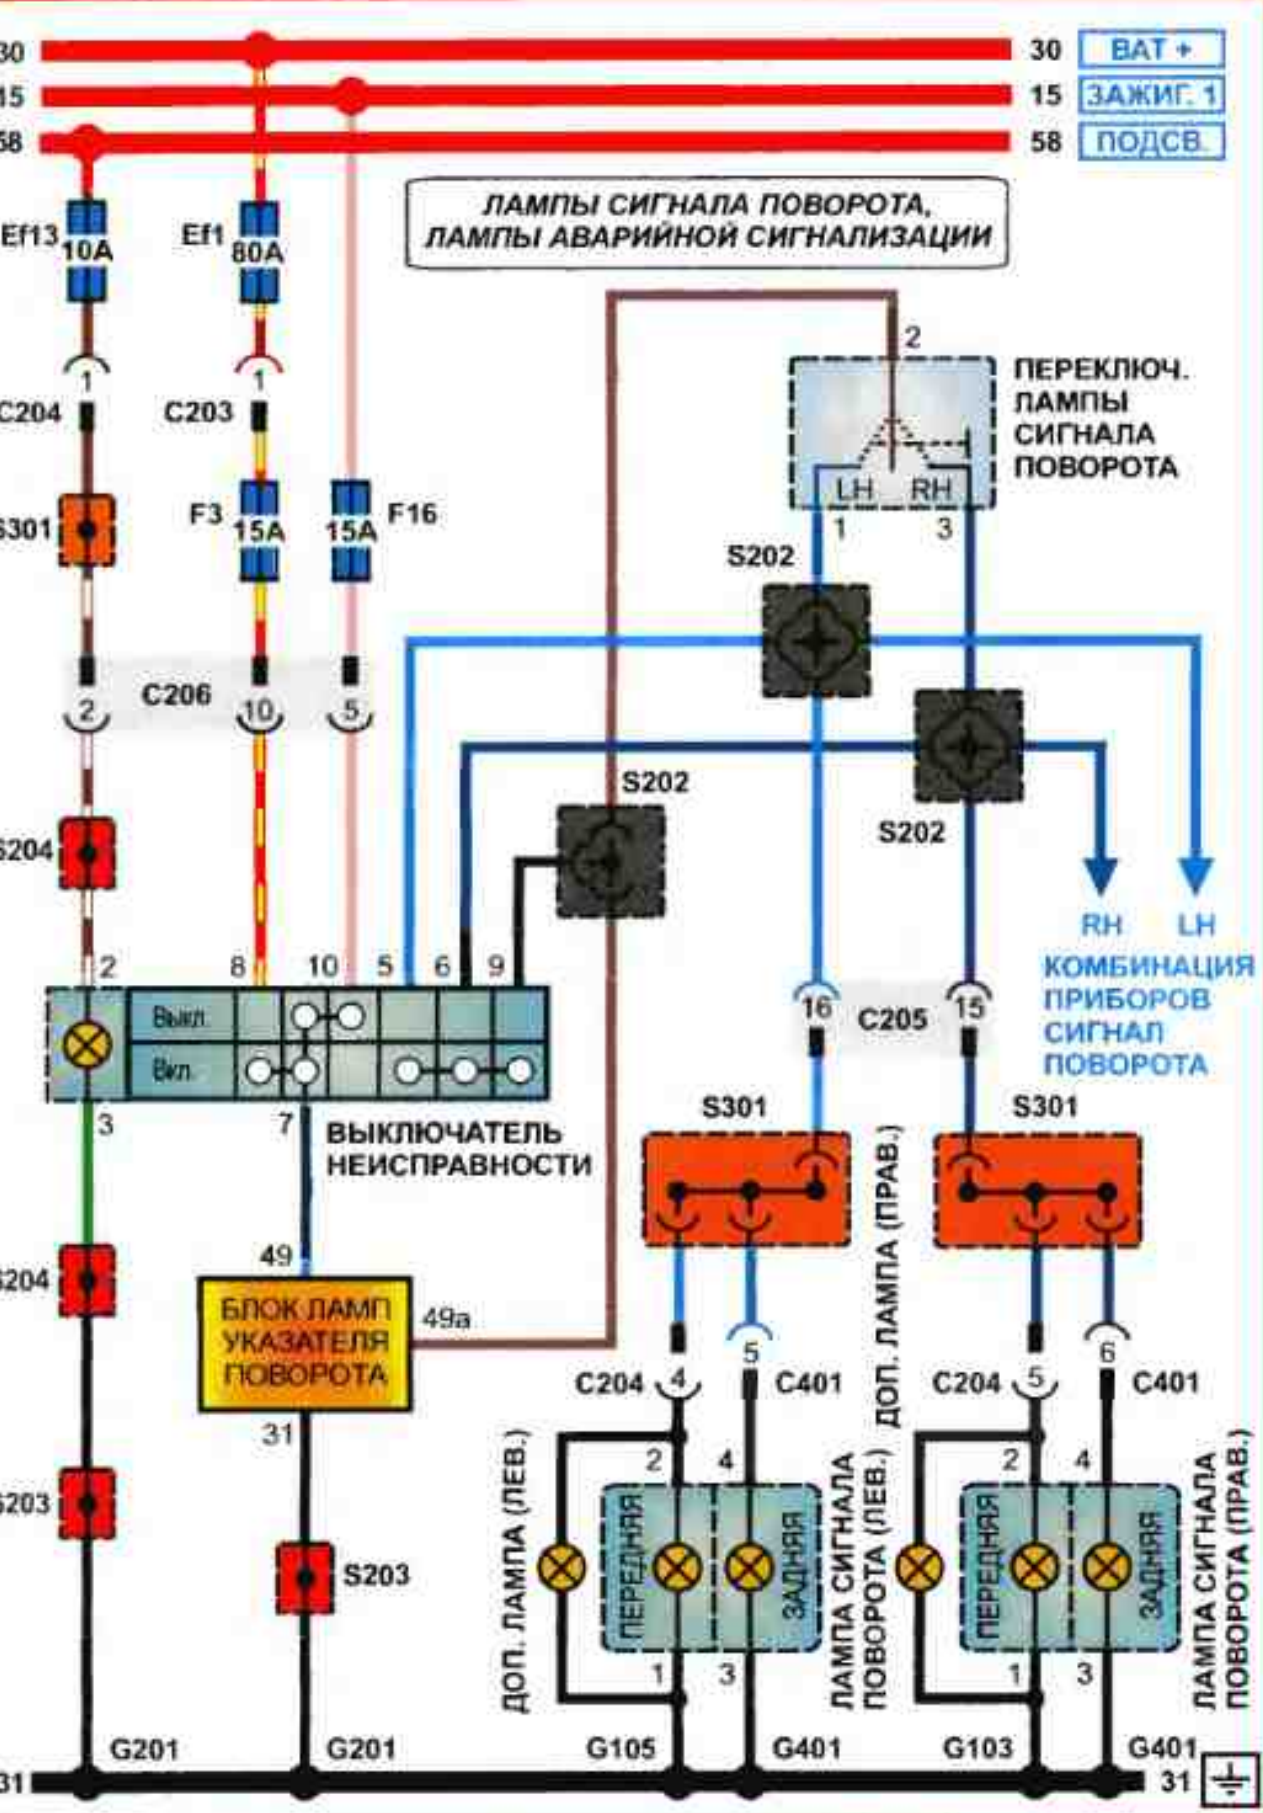 30
30 BAT +
15
15 ЗАЖИГ. 1
58
58 ПОДСВ.
ЛАМПЫ СИГНАЛА ПОВОРОТА,
ЛАМПЫ АВАРИЙНОЙ СИГНАЛИЗАЦИИ
Ef13
10A
Ef1
80A
2
ПЕРЕКЛЮЧ.
ЛАМПЫ
СИГНАЛА
ПОВОРОТА
1
1
C204
C203
LH RH
1 3
S301
F3
15A
15A
F16
S202
C206
2
10
5
S202
S202
S204
RH LH
КОМБИНАЦИЯ
ПРИБОРОВ
СИГНАЛ
ПОВОРОТА
2
8
10
5
6
9
16
C205
15
Выкл.
Вкл.
3
7
ВЫКЛЮЧАТЕЛЬ
НЕИСПРАВНОСТИ
S301
S301
S204
49
БЛОК ЛАМП
УКАЗАТЕЛЯ
ПОВОРОТА
49a
31
C204
4
5
C401
ДОП. ЛАМПА (ПРАВ.)
C204
5
6
C401
S203
S203
ДОП. ЛАМПА (ЛЕВ.)
2
4
ПЕРЕДНЯЯ
ЗАДНЯЯ
1
3
ЛАМПА СИГНАЛА
ПОВОРОТА (ЛЕВ.)
2
4
ПЕРЕДНЯЯ
ЗАДНЯЯ
1
3
ЛАМПА СИГНАЛА
ПОВОРОТА (ПРАВ.)
G201
G201
G105
G401
G103
G401
31
31